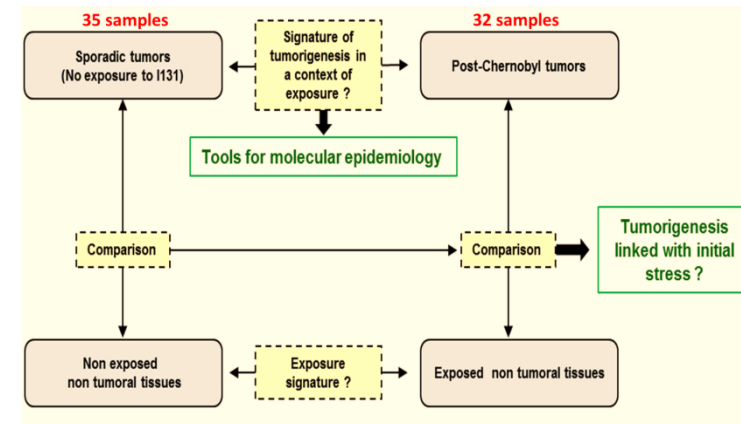 35 samples
32 samples
Sporadic tumors
(No exposure to I131)
Signature of
tumorigenesis in
a context of
exposure ?
Post-Chernobyl tumors
Tools for molecular epidemiology
Comparison
Comparison
Tumorigenesis
linked with initial
stress ?
Non exposed
non tumoral tissues
Exposure
signature ?
Exposed non tumoral tissues